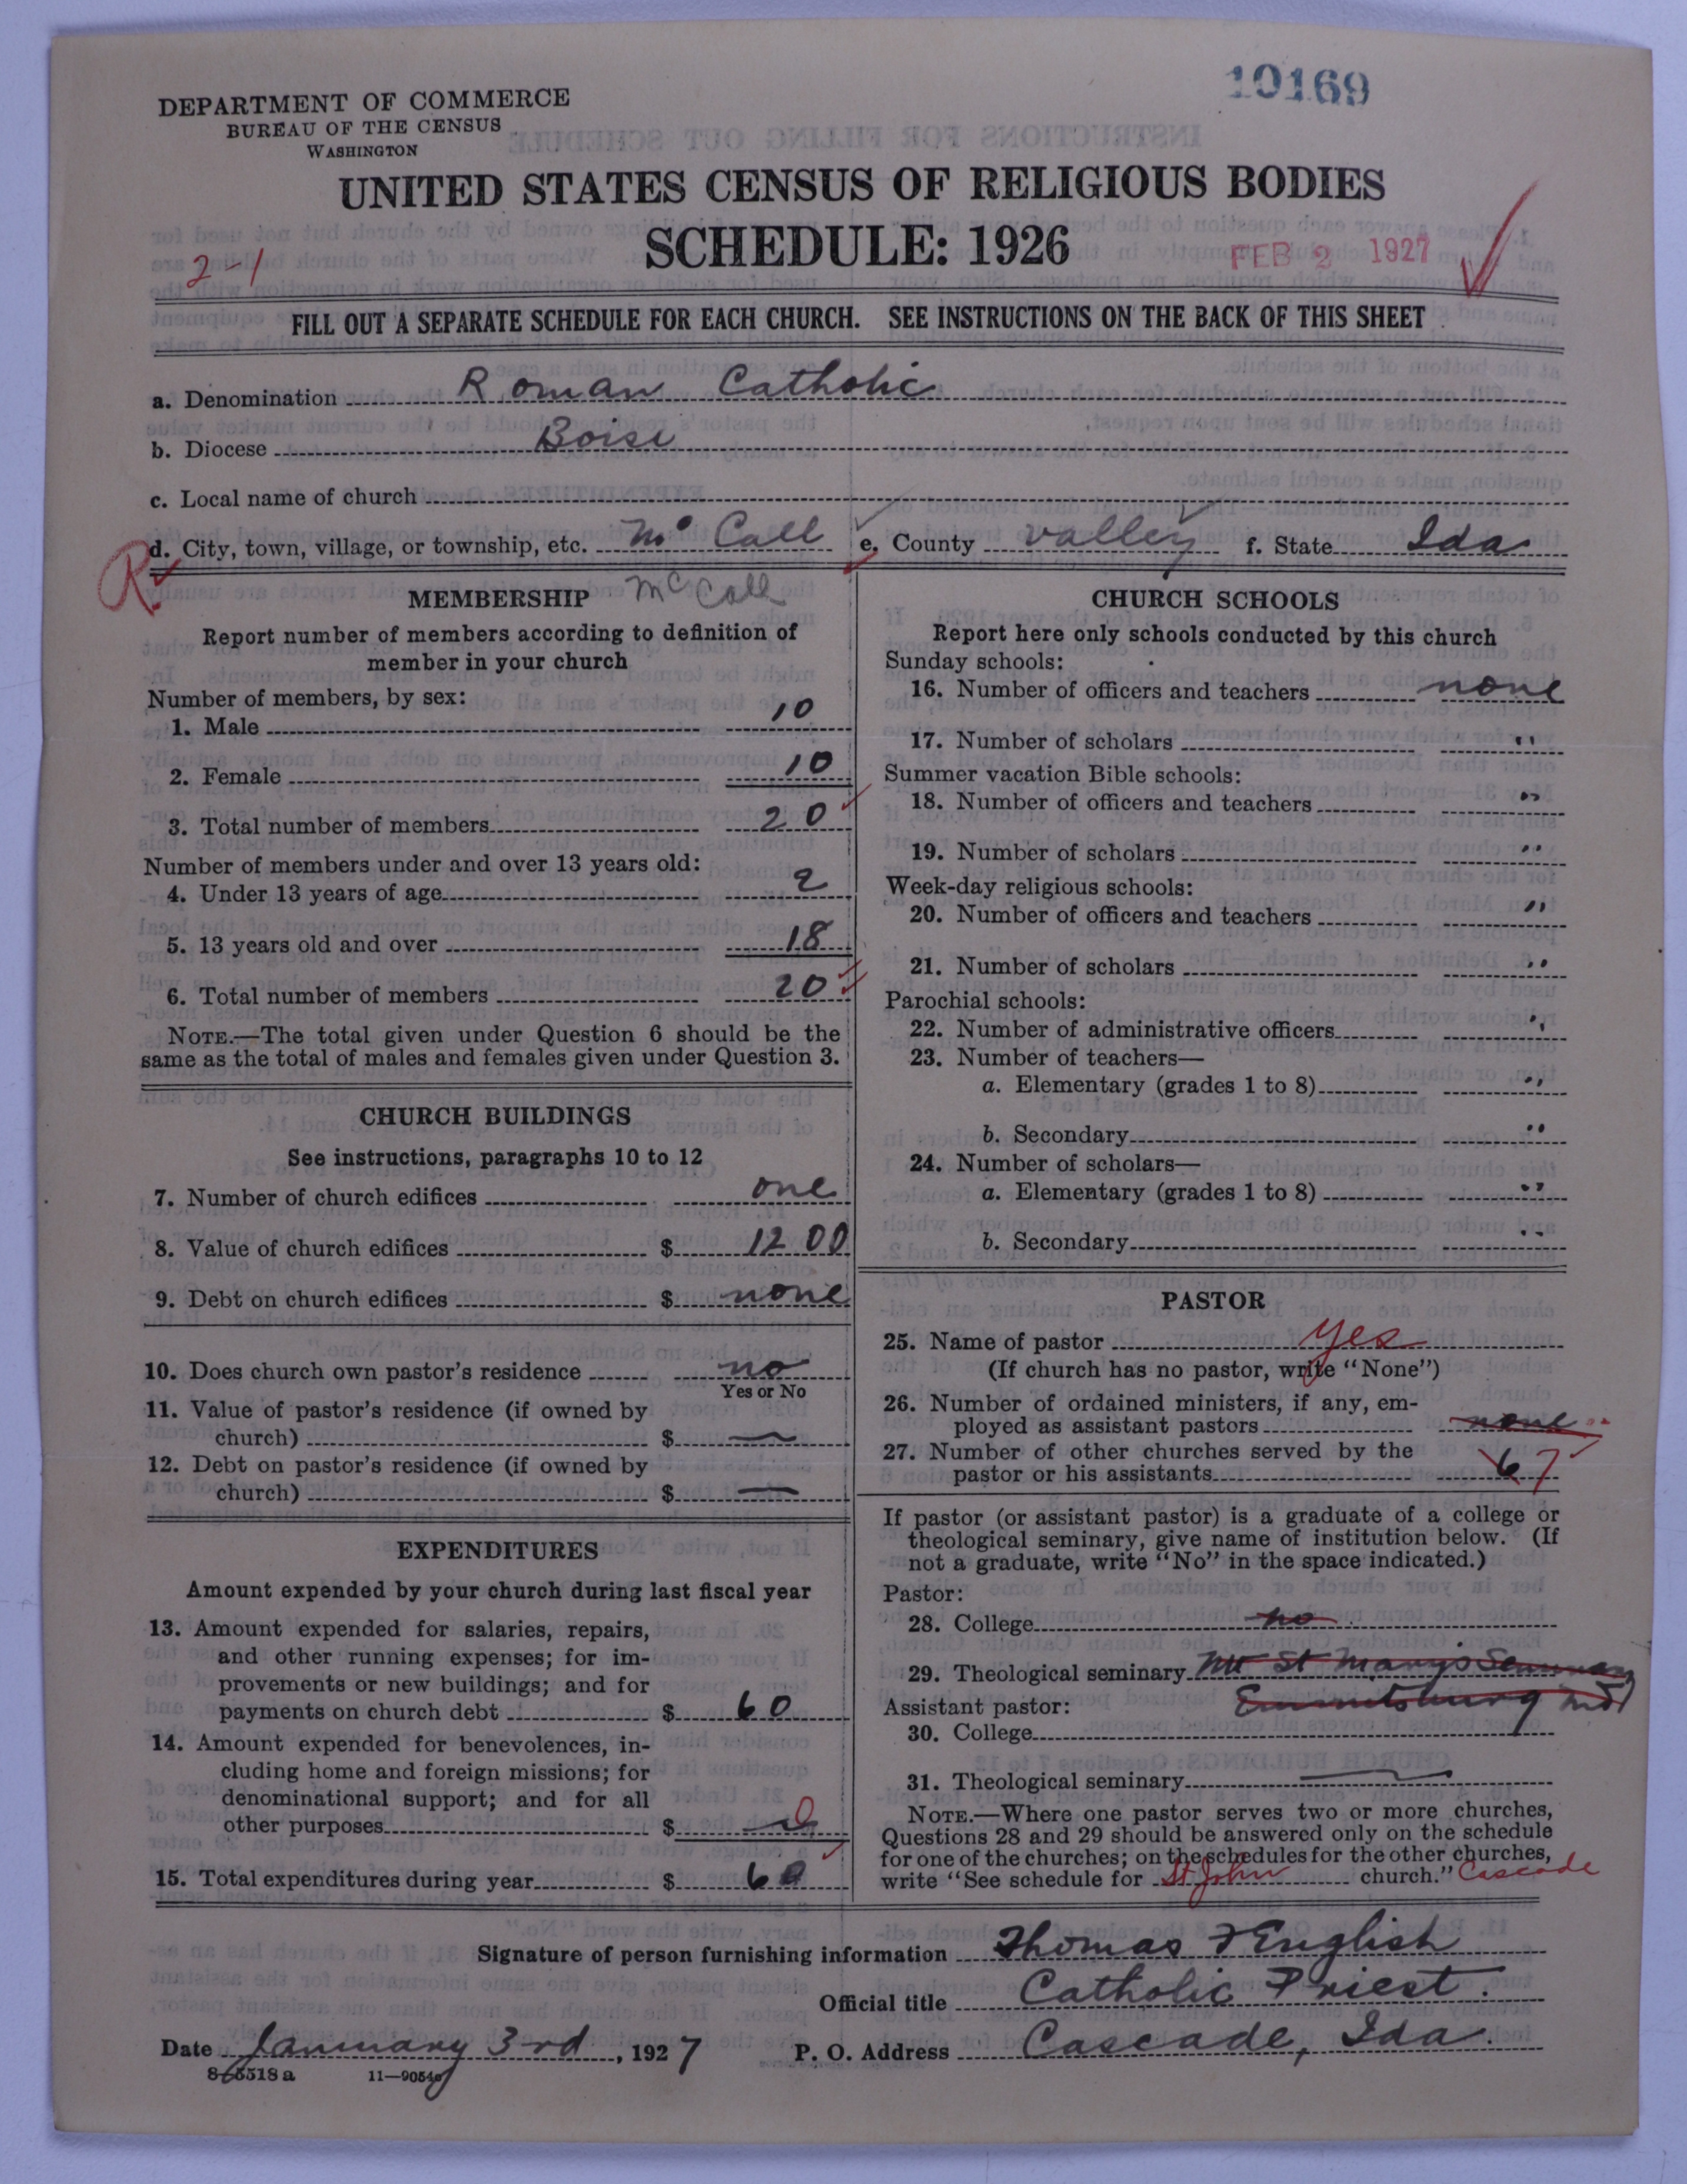 10169
DEPARTMENT OF COMMERCE
BUREAU OF THE CENSUS
WASHINGTON
UNITED STATES CENSUS OF RELIGIOUS BODIES
SCHEDULE: 1926
2-1
FEB 2 1927
FILL OUT A SEPARATE SCHEDULE FOR EACH CHURCH. SEE INSTRUCTIONS ON THE BACK OF THIS SHEET
a. Denomination Roman Catholic
b. Diocese Boise
c. Local name of church
R. d. City, town, village, or township, etc. Mc Call e. County Valley f. State Ida
MEMBERSHIP McCall
Report number of members according to definition of
member in your church
Number of members, by sex:
1. Male 10
2. Female 10
3. Total number of members 20
Number of members under and over 13 years old:
4. Under 13 years of age 2
5. 13 years old and over 18
6. Total number of members 20
NOTE.—The total given under Question 6 should be the
same as the total of males and females given under Question 3.
CHURCH BUILDINGS
See instructions, paragraphs 10 to 12
7. Number of church edifices one
8. Value of church edifices $ 1200
9. Debt on church edifices $ none
10. Does church own pastor's residence no
Yes or No
11. Value of pastor's residence (if owned by
church) $ —
12. Debt on pastor's residence (if owned by
church) $ —
EXPENDITURES
Amount expended by your church during last fiscal year
13. Amount expended for salaries, repairs,
and other running expenses; for im-
provements or new buildings; and for
payments on church debt $ 60
14. Amount expended for benevolences, in-
cluding home and foreign missions; for
denominational support; and for all
other purposes $ — 0
15. Total expenditures during year $ 60
CHURCH SCHOOLS
Report here only schools conducted by this church
Sunday schools:
16. Number of officers and teachers none
17. Number of scholars "
Summer vacation Bible schools:
18. Number of officers and teachers "
19. Number of scholars "
Week-day religious schools:
20. Number of officers and teachers "
21. Number of scholars "
Parochial schools:
22. Number of administrative officers "
23. Number of teachers—
a. Elementary (grades 1 to 8) "
b. Secondary "
24. Number of scholars—
a. Elementary (grades 1 to 8) "
b. Secondary "
PASTOR
25. Name of pastor yes
(If church has no pastor, write "None")
26. Number of ordained ministers, if any, em-
ployed as assistant pastors none
27. Number of other churches served by the
pastor or his assistants 6 7
If pastor (or assistant pastor) is a graduate of a college or
theological seminary, give name of institution below. (If
not a graduate, write "No" in the space indicated.)
Pastor:
28. College no
29. Theological seminary Mt St Mary's Seminary
Assistant pastor: Emmitsburg Md
30. College
31. Theological seminary —
NOTE.—Where one pastor serves two or more churches,
Questions 28 and 29 should be answered only on the schedule
for one of the churches; on the schedules for the other churches,
write "See schedule for St John church." Cascade
Signature of person furnishing information Thomas F English
Official title Catholic Priest.
Date January 3rd, 1927 P. O. Address Cascade, Ida.
8-5518 a 11—9054